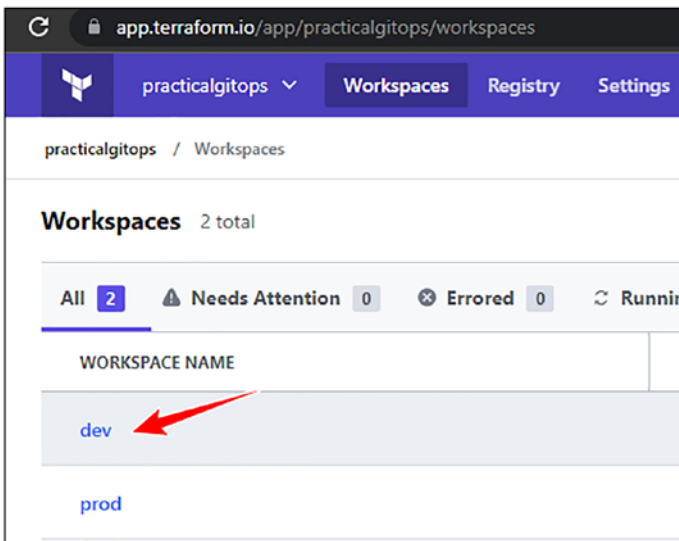 app.terraform.io/app/practicalgitops/workspaces
practicalgitops Workspaces Registry Settings
practicalgitops / Workspaces
Workspaces 2 total
All 2 Needs Attention 0 Errored 0 Runnin
WORKSPACE NAME
dev
prod